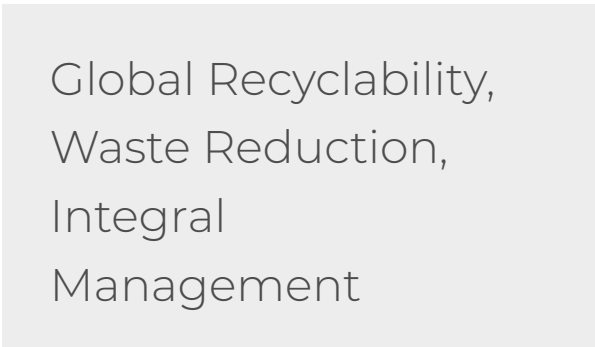 Global Recyclability,
Waste Reduction,
Integral
Management